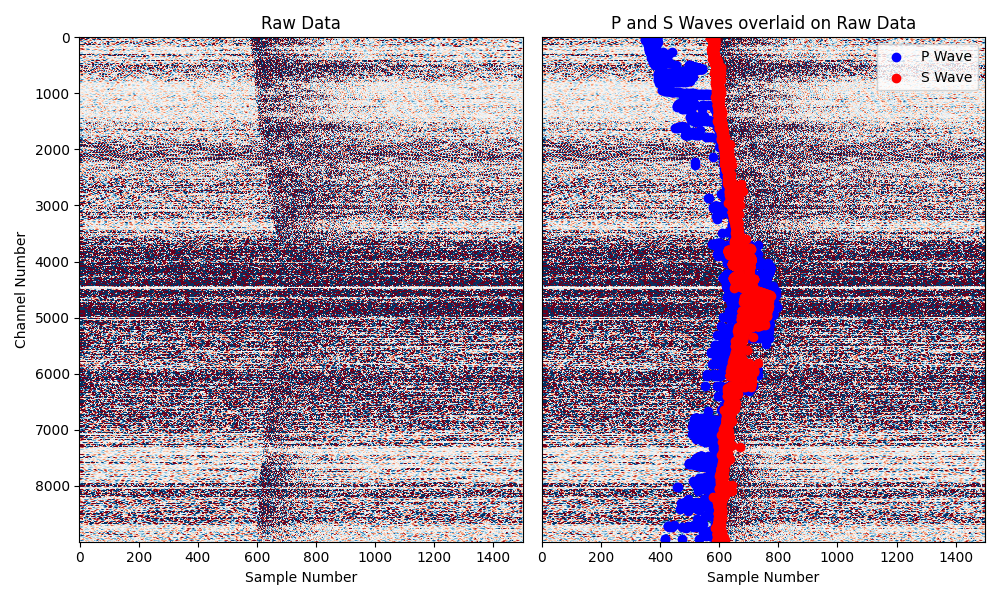 Raw Data
P and S Waves overlaid on Raw Data
P Wave
S Wave
Channel Number
0
1000
2000
3000
4000
5000
6000
7000
8000
0 200 400 600 800 1000 1200 1400
0 200 400 600 800 1000 1200 1400
Sample Number
Sample Number